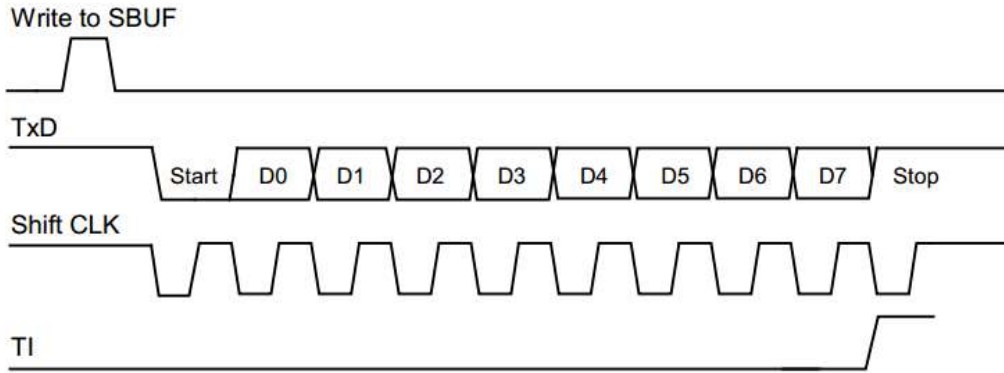 Write to SBUF
TxD
Start D0 D1 D2 D3 D4 D5 D6 D7 Stop
Shift CLK
TI